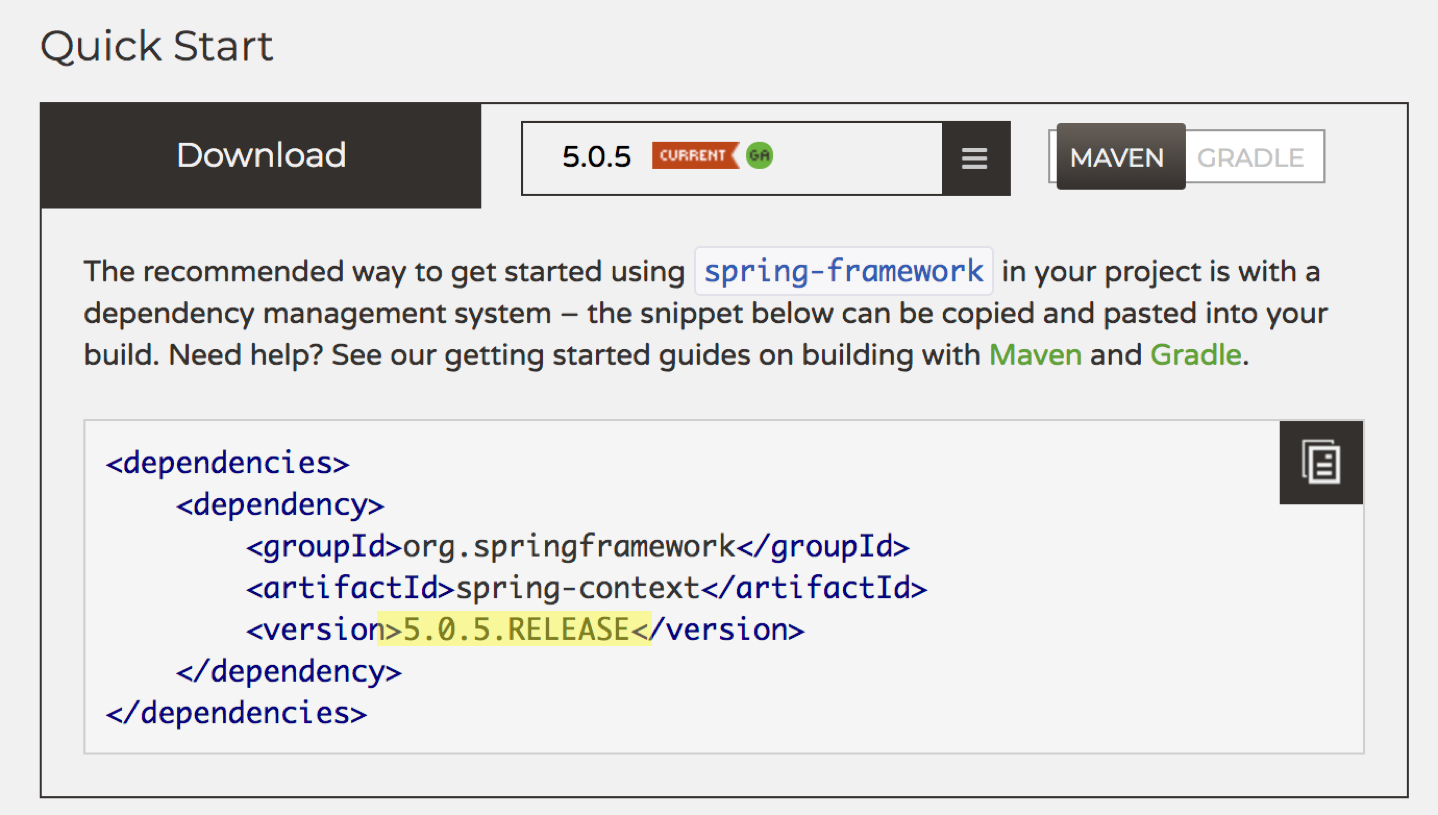 Quick Start
Download
5.0.5 CURRENT GA
MAVEN GRADLE
The recommended way to get started using spring-framework in your project is with a
dependency management system – the snippet below can be copied and pasted into your
build. Need help? See our getting started guides on building with Maven and Gradle.
<dependencies>
    <dependency>
        <groupId>org.springframework</groupId>
        <artifactId>spring-context</artifactId>
        <version>5.0.5.RELEASE</version>
    </dependency>
</dependencies>